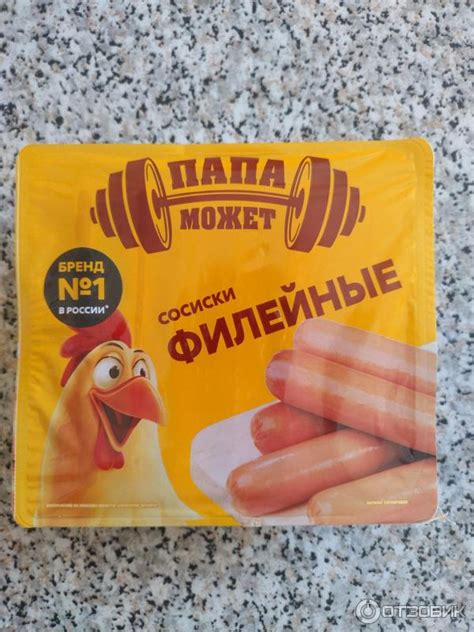 ПАПА
МОЖЕТ
БРЕНД
№1
В РОССИИ*
СОСИСКИ
ФИЛЕЙНЫЕ
ОТЗОВИК